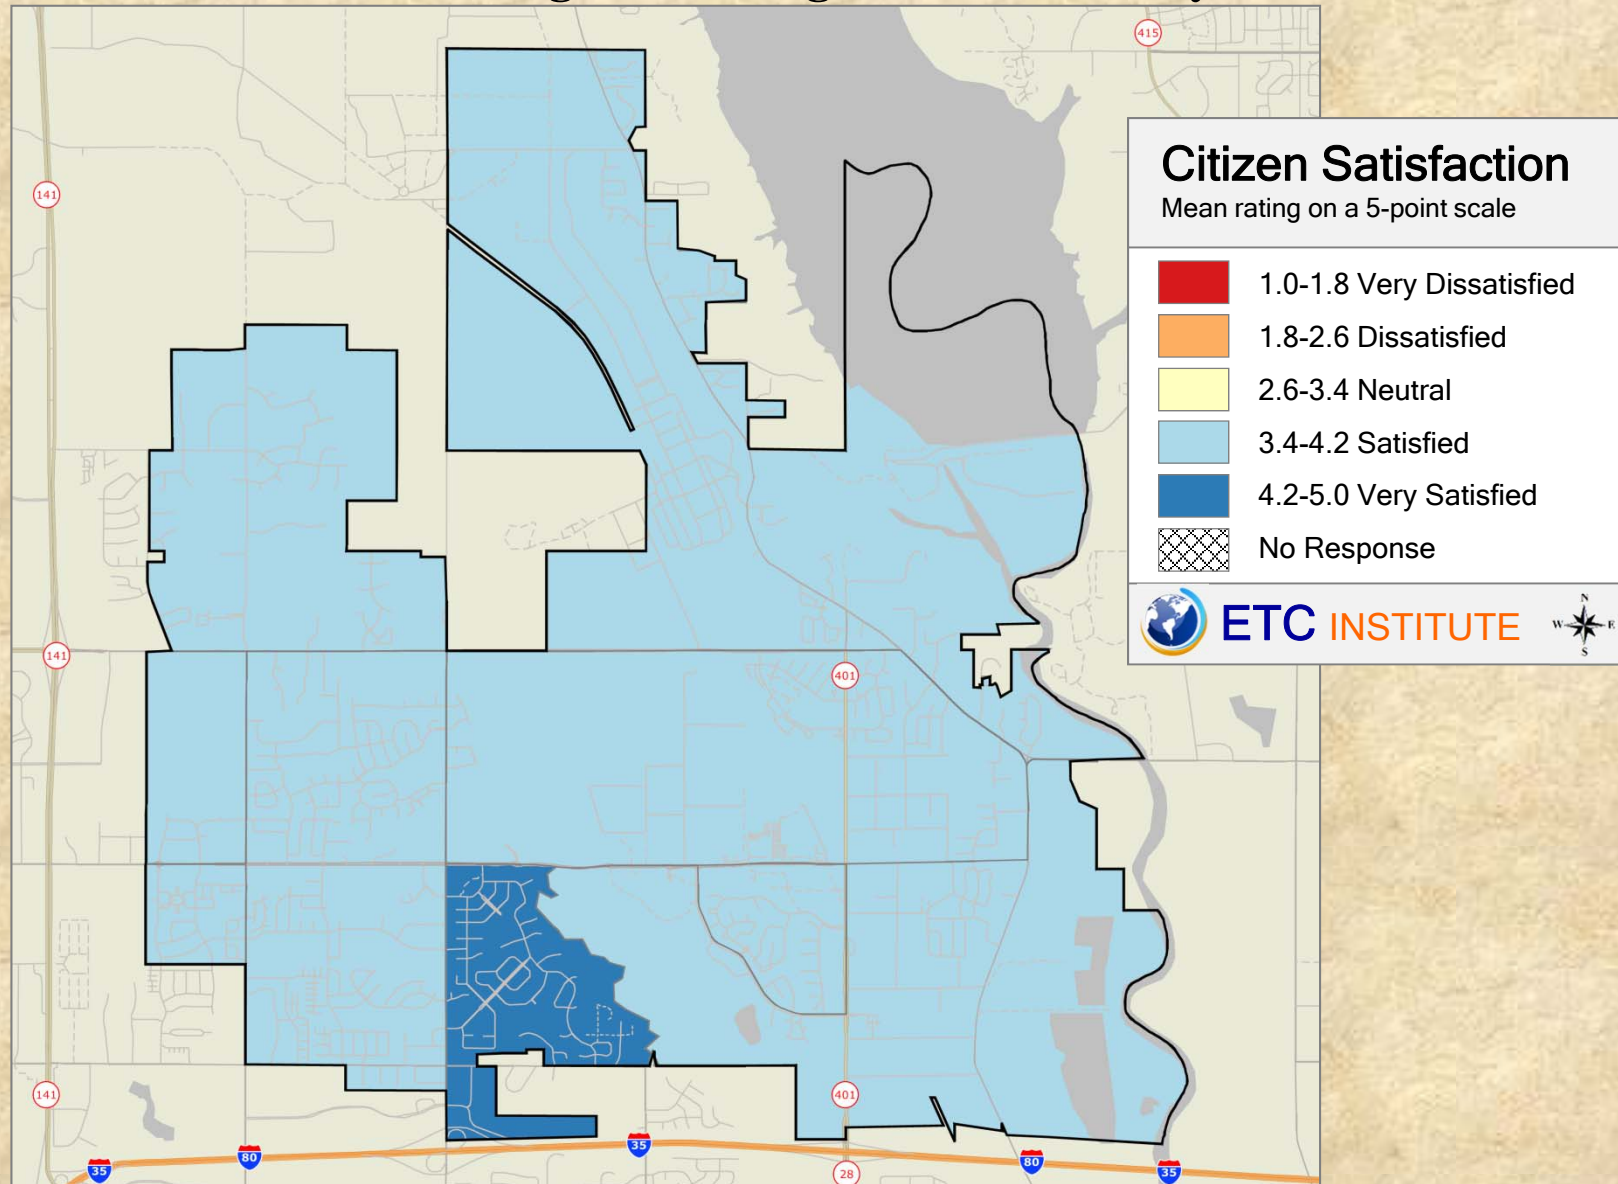 415
141
Citizen Satisfaction
Mean rating on a 5-point scale
1.0-1.8 Very Dissatisfied
1.8-2.6 Dissatisfied
2.6-3.4 Neutral
3.4-4.2 Satisfied
4.2-5.0 Very Satisfied
No Response
ETC INSTITUTE
N
W E
S
141
401
141
401
35
80
35
80
35
28